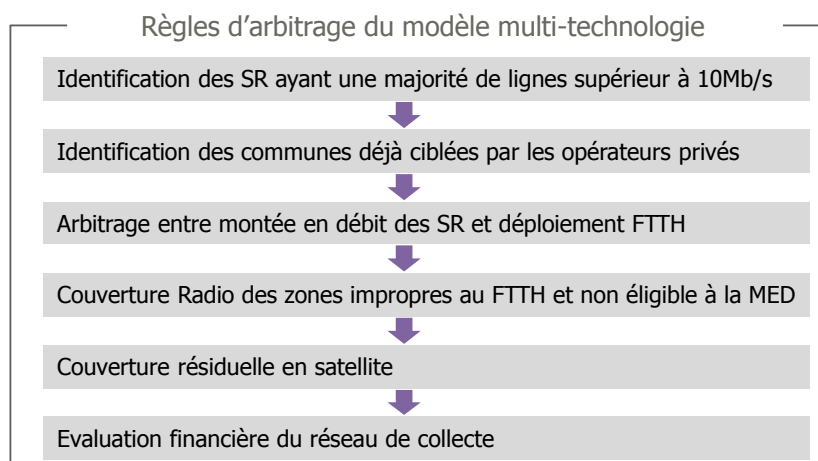 Règles d’arbitrage du modèle multi-technologie
Identification des SR ayant une majorité de lignes supérieur à 10Mb/s
Identification des communes déjà ciblées par les opérateurs privés
Arbitrage entre montée en débit des SR et déploiement FTTH
Couverture Radio des zones impropres au FTTH et non éligible à la MED
Couverture résiduelle en satellite
Evaluation financière du réseau de collecte